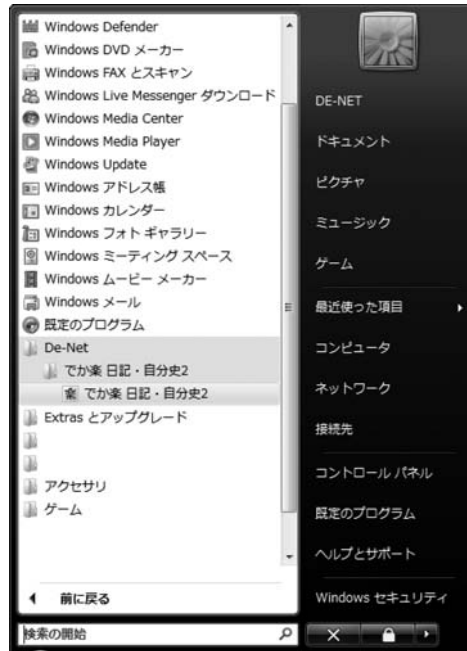 Windows Defender
Windows DVD メーカー
Windows FAX とスキャン
Windows Live Messenger ダウンロード
Windows Media Center
Windows Media Player
Windows Update
Windows アドレス帳
Windows カレンダー
Windows フォト ギャラリー
Windows ミーティング スペース
Windows ムービー メーカー
Windows メール
既定のプログラム
De-Net
でか楽 日記・自分史2
楽 でか楽 日記・自分史2
Extras とアップグレード
アクセサリ
ゲーム
前に戻る
検索の開始
DE-NET
ドキュメント
ピクチャ
ミュージック
ゲーム
最近使った項目
コンピュータ
ネットワーク
接続先
コントロール パネル
既定のプログラム
ヘルプとサポート
Windows セキュリティ